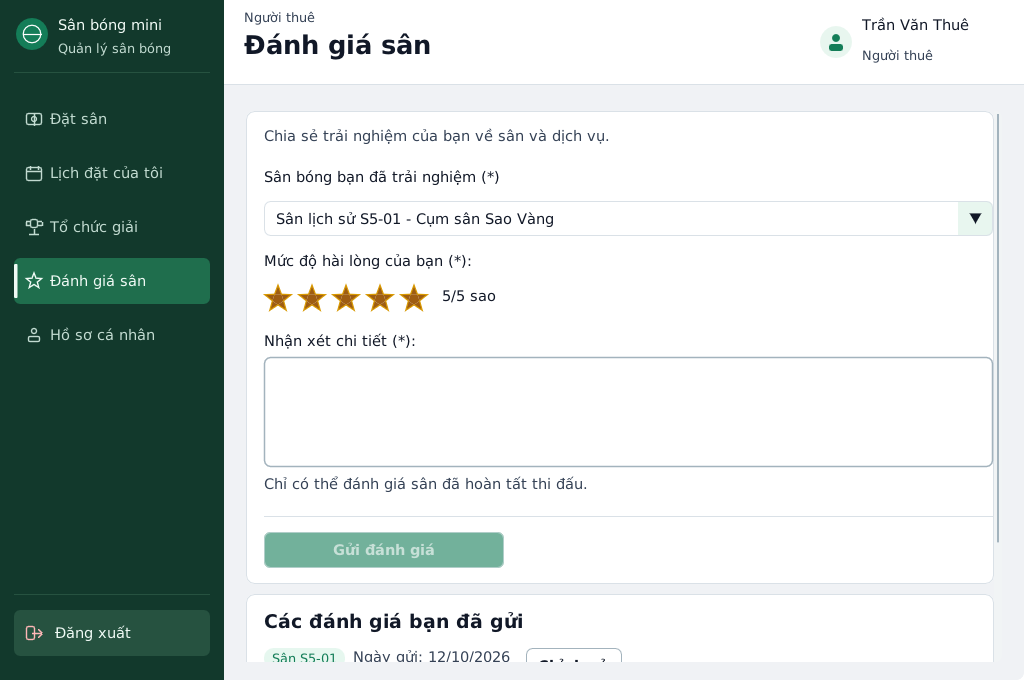 Sân bóng mini
Quản lý sân bóng
Đặt sân
Lịch đặt của tôi
Tổ chức giải
Đánh giá sân
Hồ sơ cá nhân
Đăng xuất
Người thuê
Đánh giá sân
Trần Văn Thuê
Người thuê
Chia sẻ trải nghiệm của bạn về sân và dịch vụ.
Sân bóng bạn đã trải nghiệm (*)
Sân lịch sử S5-01 - Cụm sân Sao Vàng
Mức độ hài lòng của bạn (*):
5/5 sao
Nhận xét chi tiết (*):
Chỉ có thể đánh giá sân đã hoàn tất thi đấu.
Gửi đánh giá
Các đánh giá bạn đã gửi
Sân S5-01 Ngày gửi: 12/10/2026